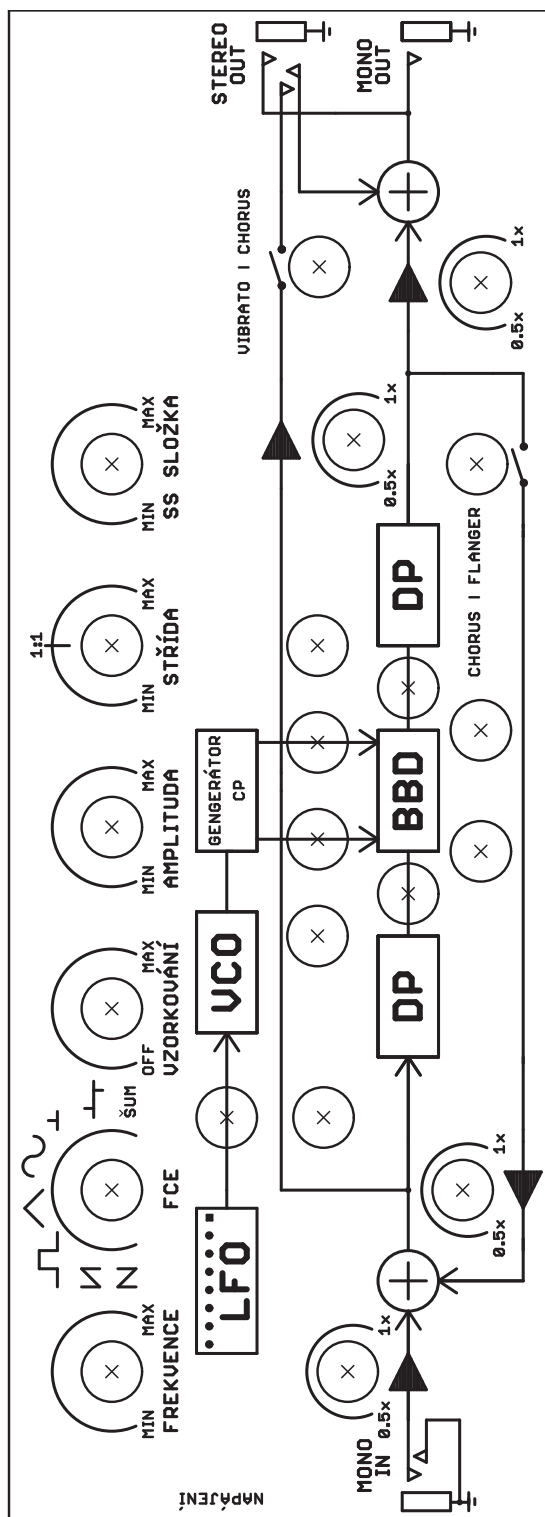 STEREO
OUT
MONO
OUT
VIBRATO | CHORUS
0.5x
1x
MIN
MAX
SS SLOŽKA
0.5x
1x
1:1
MIN
MAX
STŘÍDA
DP
CHORUS | FLANGER
MIN
MAX
AMPLITUDA
GENGERÁTOR
CP
BBD
OFF
MAX
VZORKOVÁNÍ
VCO
DP
ŠUM
FCE
LFO
0.5x
1x
MIN
MAX
FREKVENCE
0.5x
1x
MONO
IN
NAPÁJENÍ